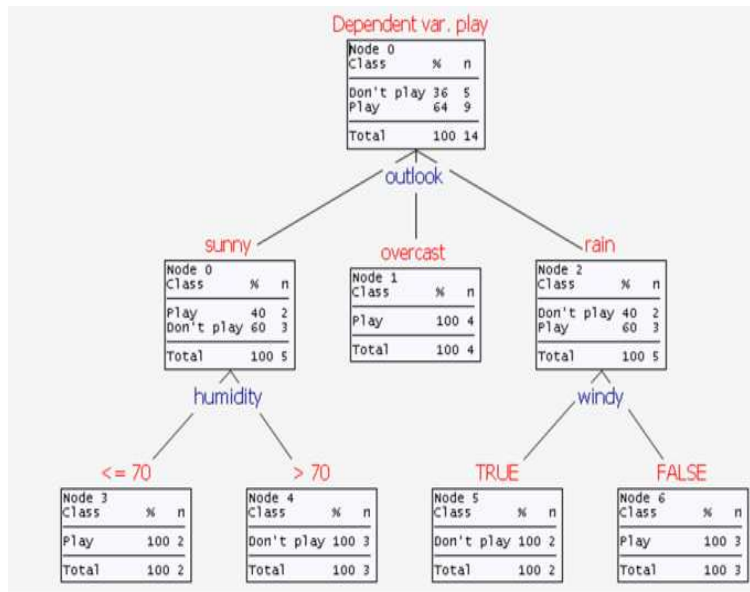 Dependent var. play
Node 0
Class % n
Don't play 36 5
Play 64 9
Total 100 14
outlook
sunny
overcast
rain
Node 0
Class % n
Play 40 2
Don't play 60 3
Total 100 5
Node 1
Class % n
Play 100 4
Total 100 4
Node 2
Class % n
Don't play 40 2
Play 60 3
Total 100 5
humidity
windy
<= 70
> 70
TRUE
FALSE
Node 3
Class % n
Play 100 2
Total 100 2
Node 4
Class % n
Don't play 100 3
Total 100 3
Node 5
Class % n
Don't play 100 2
Total 100 2
Node 6
Class % n
Play 100 3
Total 100 3